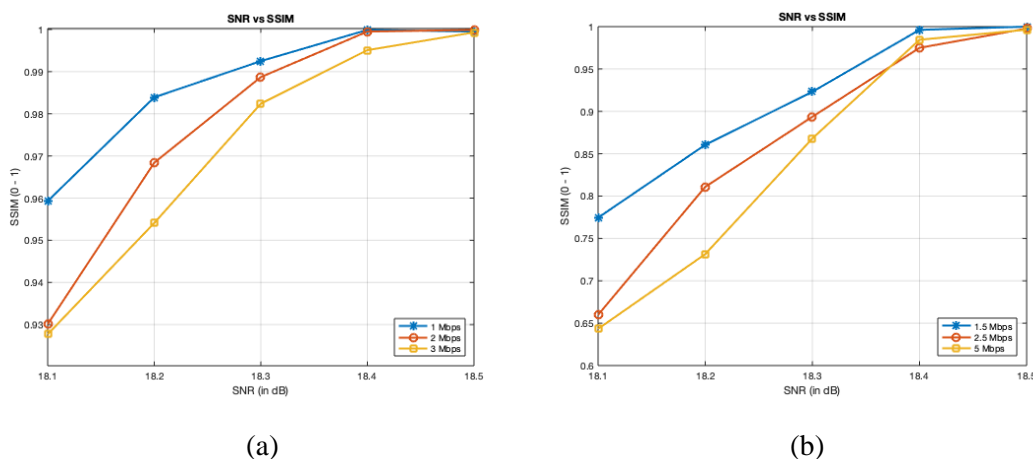 SNR vs SSIM
1
0.99
0.98
0.97
0.96
0.95
0.94
0.93
SSIM (0 - 1)
1 Mbps
2 Mbps
3 Mbps
18.1 18.2 18.3 18.4 18.5
SNR (in dB)
(a)
SNR vs SSIM
1
0.95
0.9
0.85
0.8
0.75
0.7
0.65
0.6
SSIM (0 - 1)
1.5 Mbps
2.5 Mbps
5 Mbps
18.1 18.2 18.3 18.4 18.5
SNR (in dB)
(b)